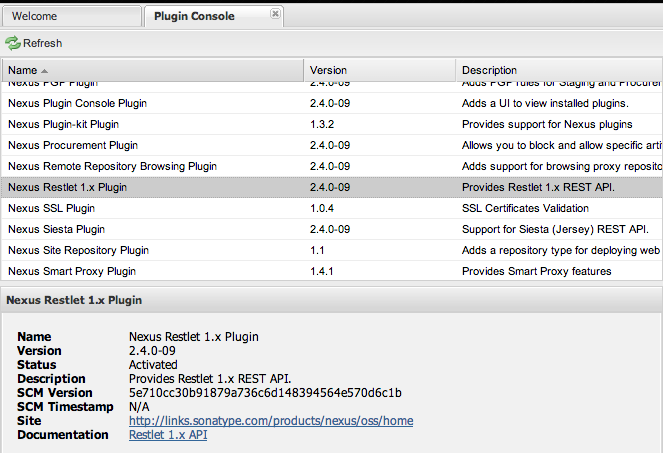 Welcome
Plugin Console
Refresh
Name Version Description
Nexus PGP Plugin 2.4.0-09 Adds PGP rules for Staging and Procurer
Nexus Plugin Console Plugin 2.4.0-09 Adds a UI to view installed plugins.
Nexus Plugin-kit Plugin 1.3.2 Provides support for Nexus plugins
Nexus Procurement Plugin 2.4.0-09 Allows you to block and allow specific arti
Nexus Remote Repository Browsing Plugin 2.4.0-09 Adds support for browsing proxy reposito
Nexus Restlet 1.x Plugin 2.4.0-09 Provides Restlet 1.x REST API.
Nexus SSL Plugin 1.0.4 SSL Certificates Validation
Nexus Siesta Plugin 2.4.0-09 Support for Siesta (Jersey) REST API.
Nexus Site Repository Plugin 1.1 Adds a repository type for deploying web
Nexus Smart Proxy Plugin 1.4.1 Provides Smart Proxy features
Nexus Restlet 1.x Plugin
Name Nexus Restlet 1.x Plugin
Version 2.4.0-09
Status Activated
Description Provides Restlet 1.x REST API.
SCM Version 5e710cc30b91879a736c6d148394564e570d6c1b
SCM Timestamp N/A
Site http://links.sonatype.com/products/nexus/oss/home
Documentation Restlet 1.x API